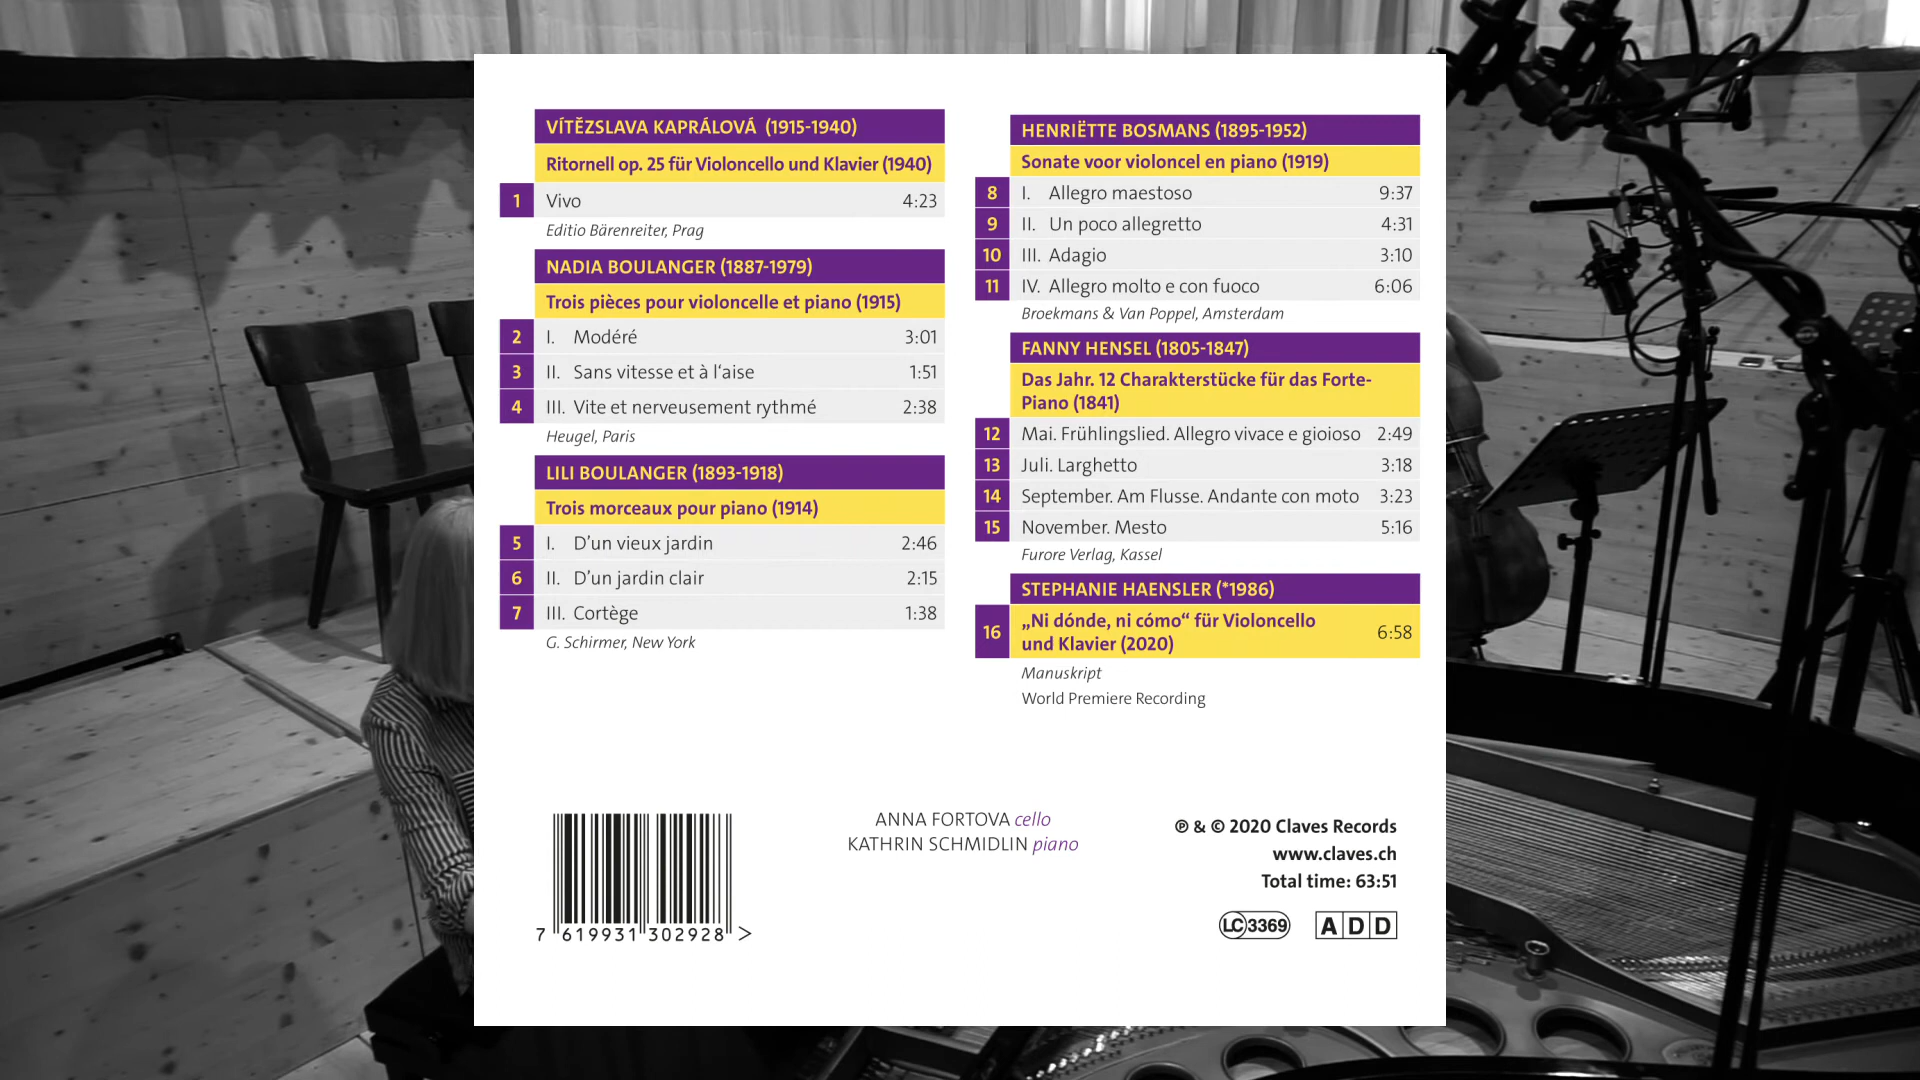 VÍTĚZSLAVA KAPRÁLOVÁ (1915-1940)
Ritornell op. 25 für Violoncello und Klavier (1940)
1 Vivo 4:23
Editio Bärenreiter, Prag
NADIA BOULANGER (1887-1979)
Trois pièces pour violoncelle et piano (1915)
2 I. Modéré 3:01
3 II. Sans vitesse et à l‘aise 1:51
4 III. Vite et nerveusement rythmé 2:38
Heugel, Paris
LILI BOULANGER (1893-1918)
Trois morceaux pour piano (1914)
5 I. D’un vieux jardin 2:46
6 II. D’un jardin clair 2:15
7 III. Cortège 1:38
G. Schirmer, New York
HENRIËTTE BOSMANS (1895-1952)
Sonate voor violoncel en piano (1919)
8 I. Allegro maestoso 9:37
9 II. Un poco allegretto 4:31
10 III. Adagio 3:10
11 IV. Allegro molto e con fuoco 6:06
Broekmans & Van Poppel, Amsterdam
FANNY HENSEL (1805-1847)
Das Jahr. 12 Charakterstücke für das Forte-
Piano (1841)
12 Mai. Frühlingslied. Allegro vivace e gioioso 2:49
13 Juli. Larghetto 3:18
14 September. Am Flusse. Andante con moto 3:23
15 November. Mesto 5:16
Furore Verlag, Kassel
STEPHANIE HAENSLER (*1986)
16 „Ni dónde, ni cómo“ für Violoncello
und Klavier (2020) 6:58
Manuskript
World Premiere Recording
ANNA FORTOVA cello
KATHRIN SCHMIDLIN piano
℗ & © 2020 Claves Records
www.claves.ch
Total time: 63:51
LC 3369 ADD
7 619931 302928 >